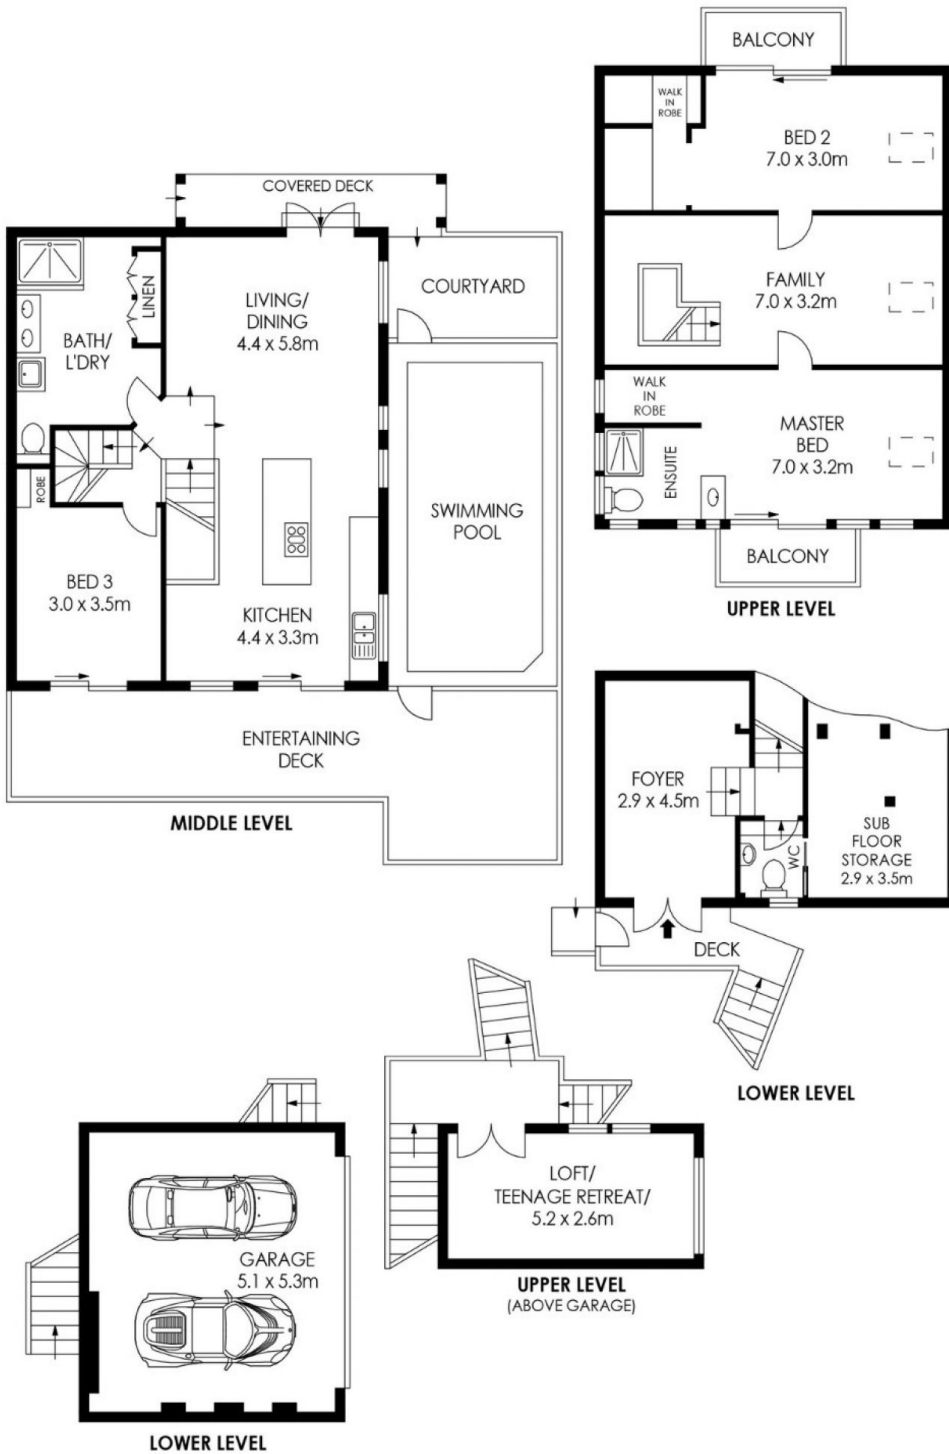 BALCONY
WALK
IN
ROBE
BED 2
7.0 x 3.0m
FAMILY
7.0 x 3.2m
WALK
IN
ROBE
MASTER
BED
7.0 x 3.2m
ENSUITE
BALCONY
UPPER LEVEL
COVERED DECK
LINEN
LIVING/
DINING
4.4 x 5.8m
COURTYARD
BATH/
L'DRY
ROBE
SWIMMING
POOL
BED 3
3.0 x 3.5m
KITCHEN
4.4 x 3.3m
ENTERTAINING
DECK
MIDDLE LEVEL
FOYER
2.9 x 4.5m
WC
SUB
FLOOR
STORAGE
2.9 x 3.5m
DECK
LOWER LEVEL
LOFT/
TEENAGE RETREAT/
5.2 x 2.6m
UPPER LEVEL
(ABOVE GARAGE)
GARAGE
5.1 x 5.3m
LOWER LEVEL